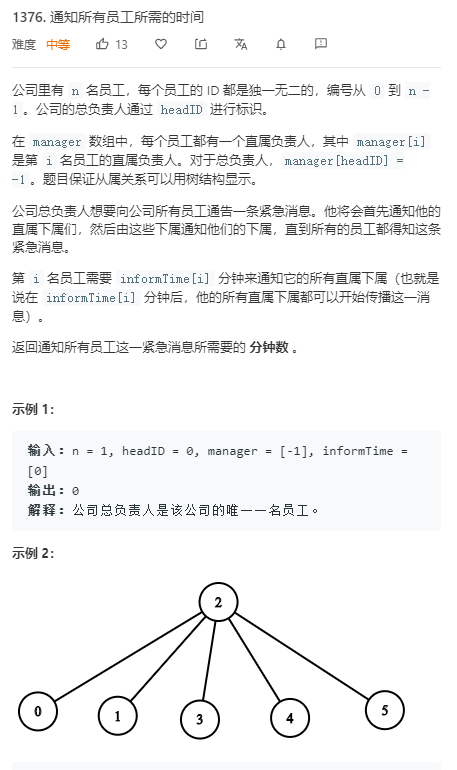 1376. 通知所有员工所需的时间
难度 中等 13
公司里有 n 名员工，每个员工的 ID 都是独一无二的，编号从 0 到 n -
1 。公司的总负责人通过 headID 进行标识。
在 manager 数组中，每个员工都有一个直属负责人，其中 manager[i]
是第 i 名员工的直属负责人。对于总负责人， manager[headID] =
-1 。题目保证从属关系可以用树结构显示。
公司总负责人想要向公司所有员工通告一条紧急消息。他将会首先通知他的
直属下属们，然后由这些下属通知他们的下属，直到所有的员工都得知这条
紧急消息。
第 i 名员工需要 informTime[i] 分钟来通知它的所有直属下属（也就是
说在 informTime[i] 分钟后，他的所有直属下属都可以开始传播这一消
息）。
返回通知所有员工这一紧急消息所需要的 分钟数 。
示例 1：
输入：n = 1, headID = 0, manager = [-1], informTime =
[0]
输出：0
解释：公司总负责人是该公司的唯一一名员工。
示例 2：
2
0 1 3 4 5